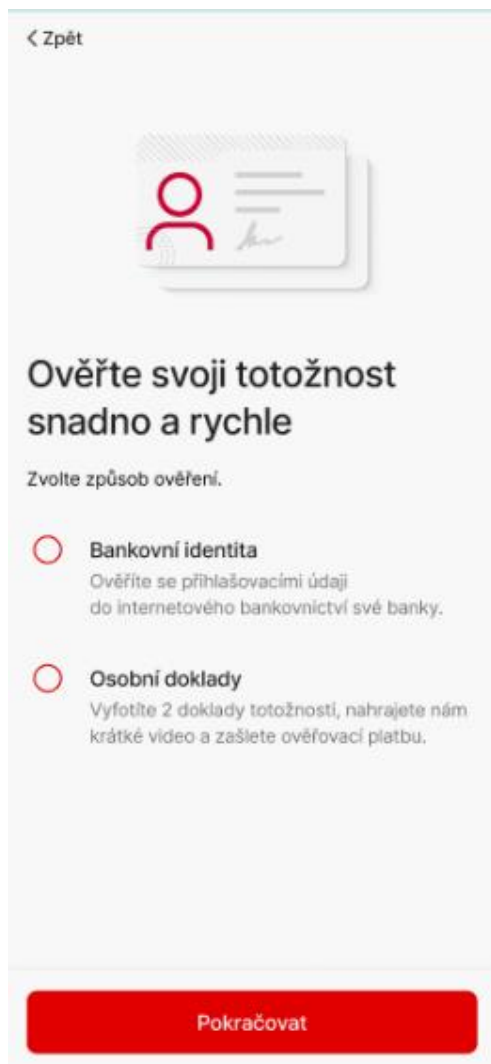 Zpět
Ověřte svoji totožnost
snadno a rychle
Zvolte způsob ověření.
Bankovní identita
Ověříte se přihlašovacími údaji
do internetového bankovnictví své banky.
Osobní doklady
Vyfotíte 2 doklady totožnosti, nahrajete nám
krátké video a zašlete ověřovací platbu.
Pokračovat